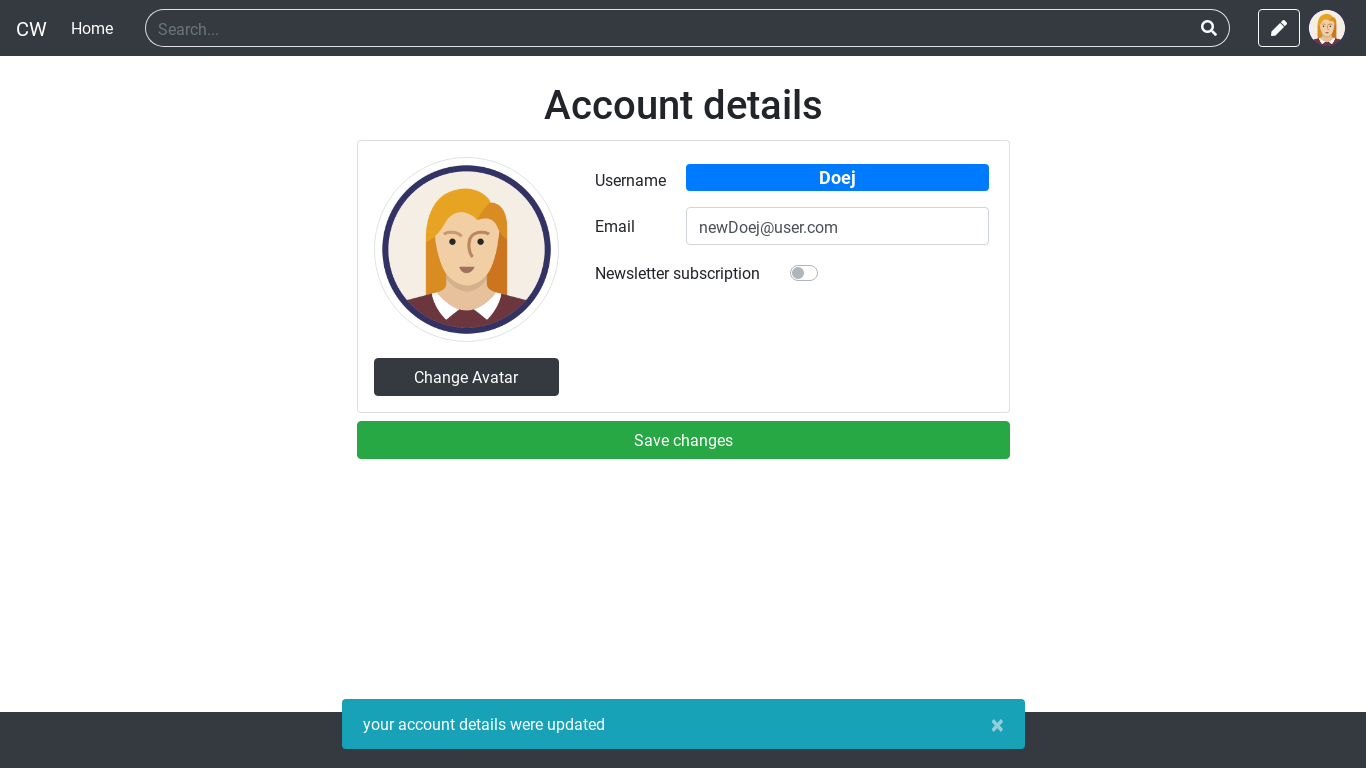 CW Home Search...
Account details
Username Doej
Email newDoej@user.com
Newsletter subscription
Change Avatar
Save changes
your account details were updated ×